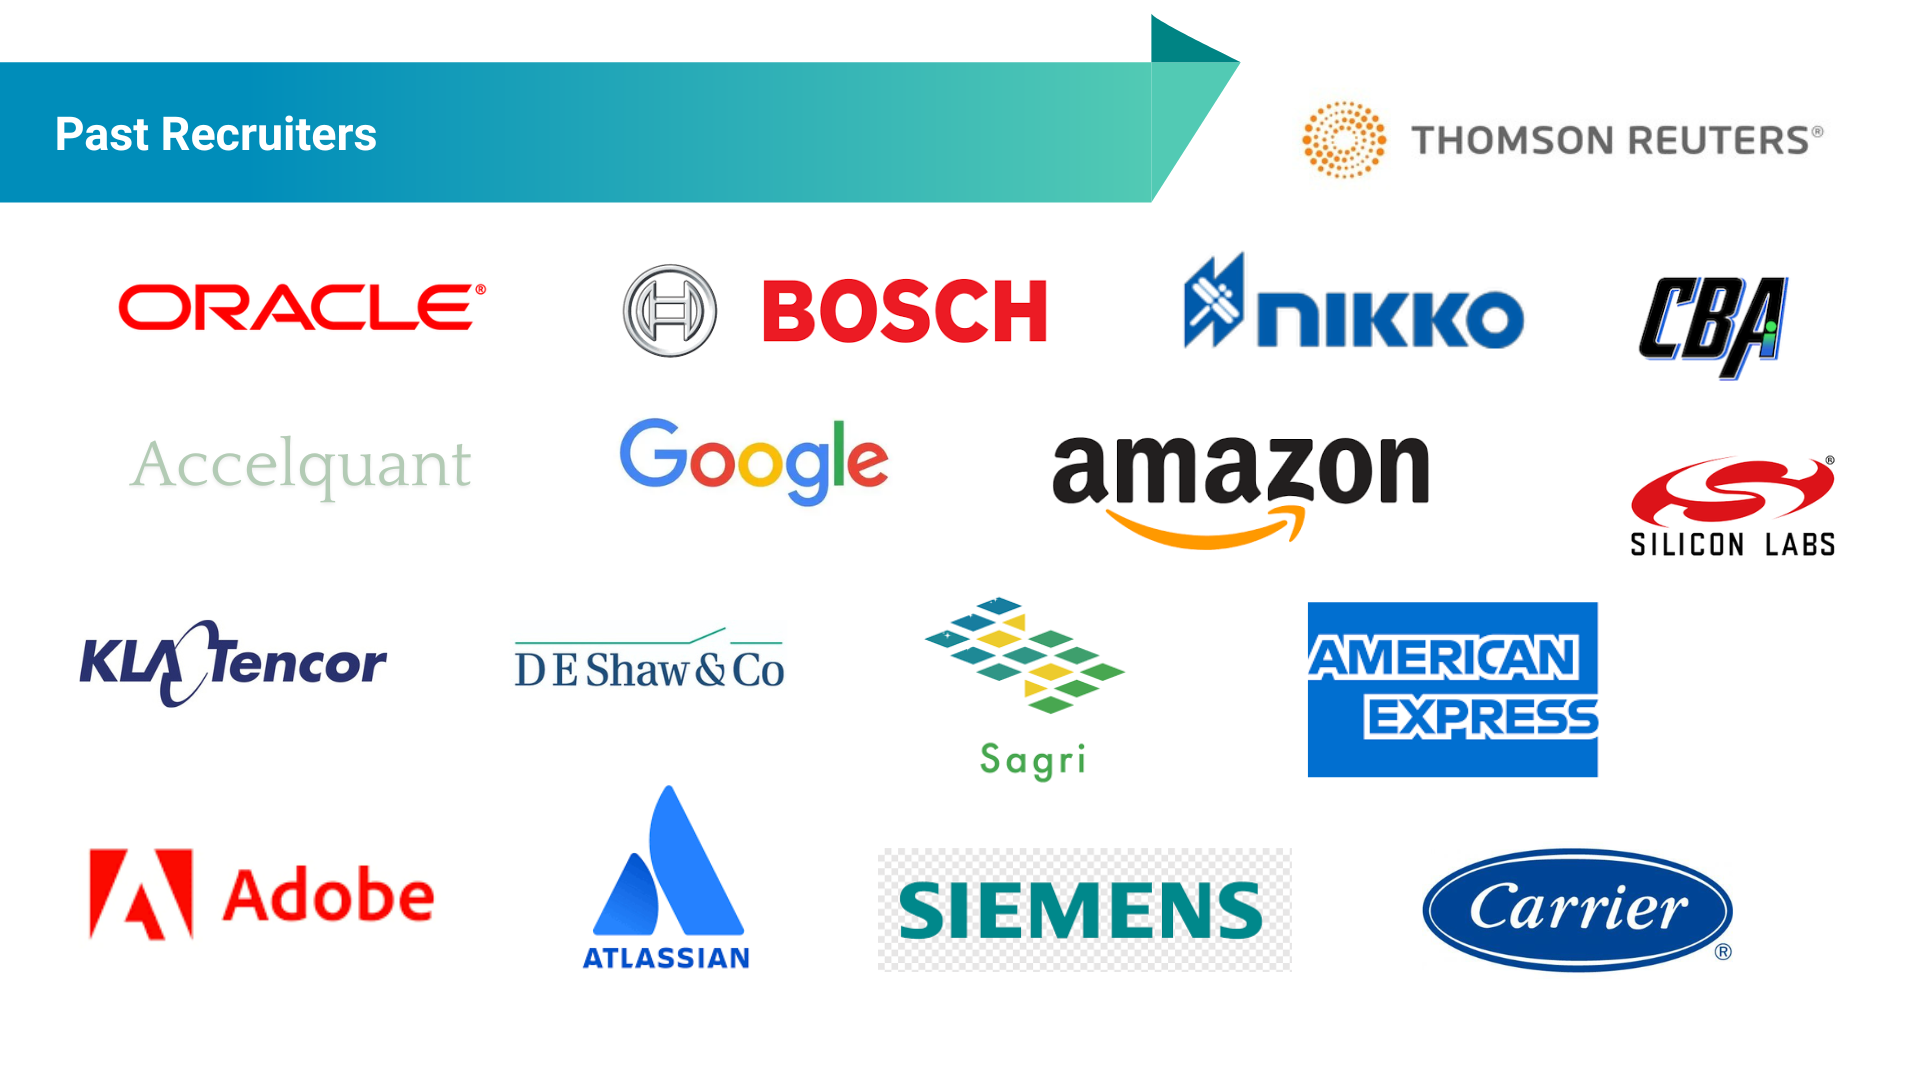 Past Recruiters
THOMSON REUTERS®
ORACLE®
BOSCH
NIKKO
CBAi
Accelquant
Google
amazon
®
SILICON LABS
KLA Tencor
D E Shaw & Co
Sagri
AMERICAN
EXPRESS
Adobe
ATLASSIAN
SIEMENS
Carrier
®